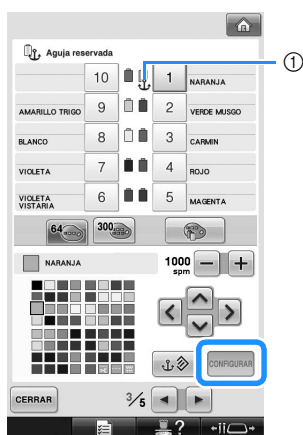 Aguja reservada
①
10
1
NARANJA
AMARILLO TRIGO
9
2
VERDE MUSGO
BLANCO
8
3
CARMIN
VIOLETA
7
4
ROJO
VIOLETA
VISTARIA
6
5
MAGENTA
64
300
NARANJA
1000
spm
CONFIGURAR
CERRAR
3/5
?